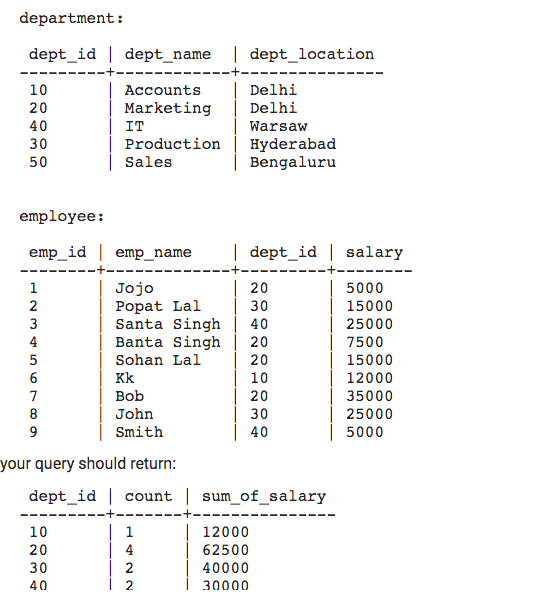 department:
dept_id | dept_name | dept_location
---------+------------+---------------
10 | Accounts | Delhi
20 | Marketing | Delhi
40 | IT | Warsaw
30 | Production | Hyderabad
50 | Sales | Bengaluru
employee:
emp_id | emp_name | dept_id | salary
--------+-------------+---------+--------
1 | Jojo | 20 | 5000
2 | Popat Lal | 30 | 15000
3 | Santa Singh | 40 | 25000
4 | Banta Singh | 20 | 7500
5 | Sohan Lal | 20 | 15000
6 | Kk | 10 | 12000
7 | Bob | 20 | 35000
8 | John | 30 | 25000
9 | Smith | 40 | 5000
your query should return:
dept_id | count | sum_of_salary
---------+-------+---------------
10 | 1 | 12000
20 | 4 | 62500
30 | 2 | 40000
40 | 2 | 30000